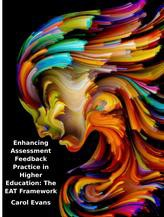 Enhancing
Assessment
Feedback
Practice in
Higher
Education: The
EAT Framework
Carol Evans